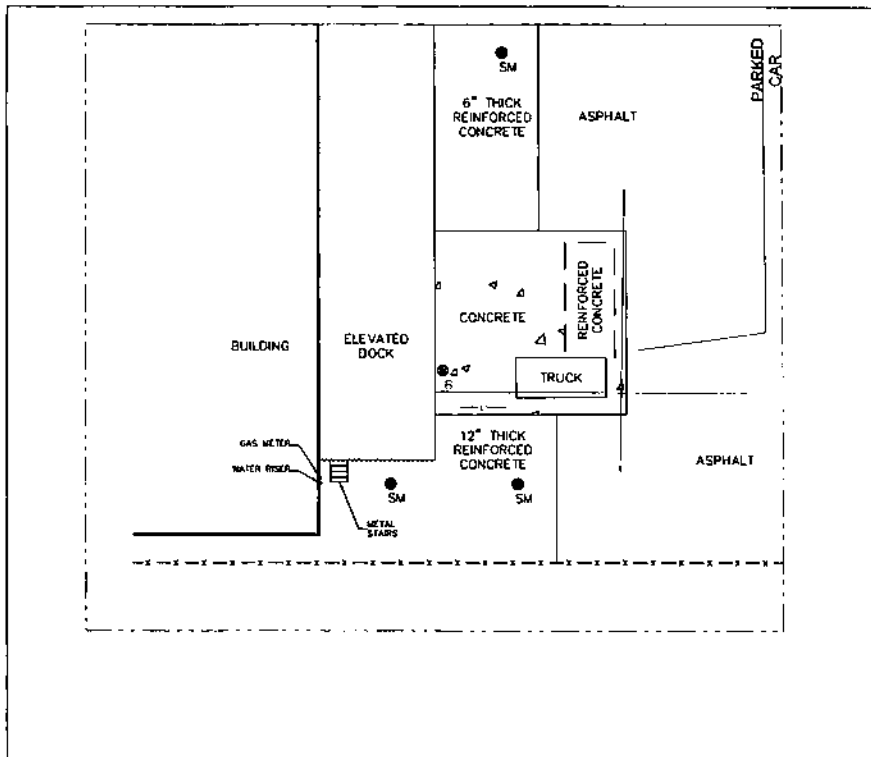 SM
6" THICK
REINFORCED
CONCRETE
ASPHALT
PARKED
CAR
REINFORCED
CONCRETE
CONCRETE
BUILDING
ELEVATED
DOCK
TRUCK
6
12" THICK
REINFORCED
CONCRETE
ASPHALT
GAS METER
WATER RISER
SM
SM
METAL
STAIRS